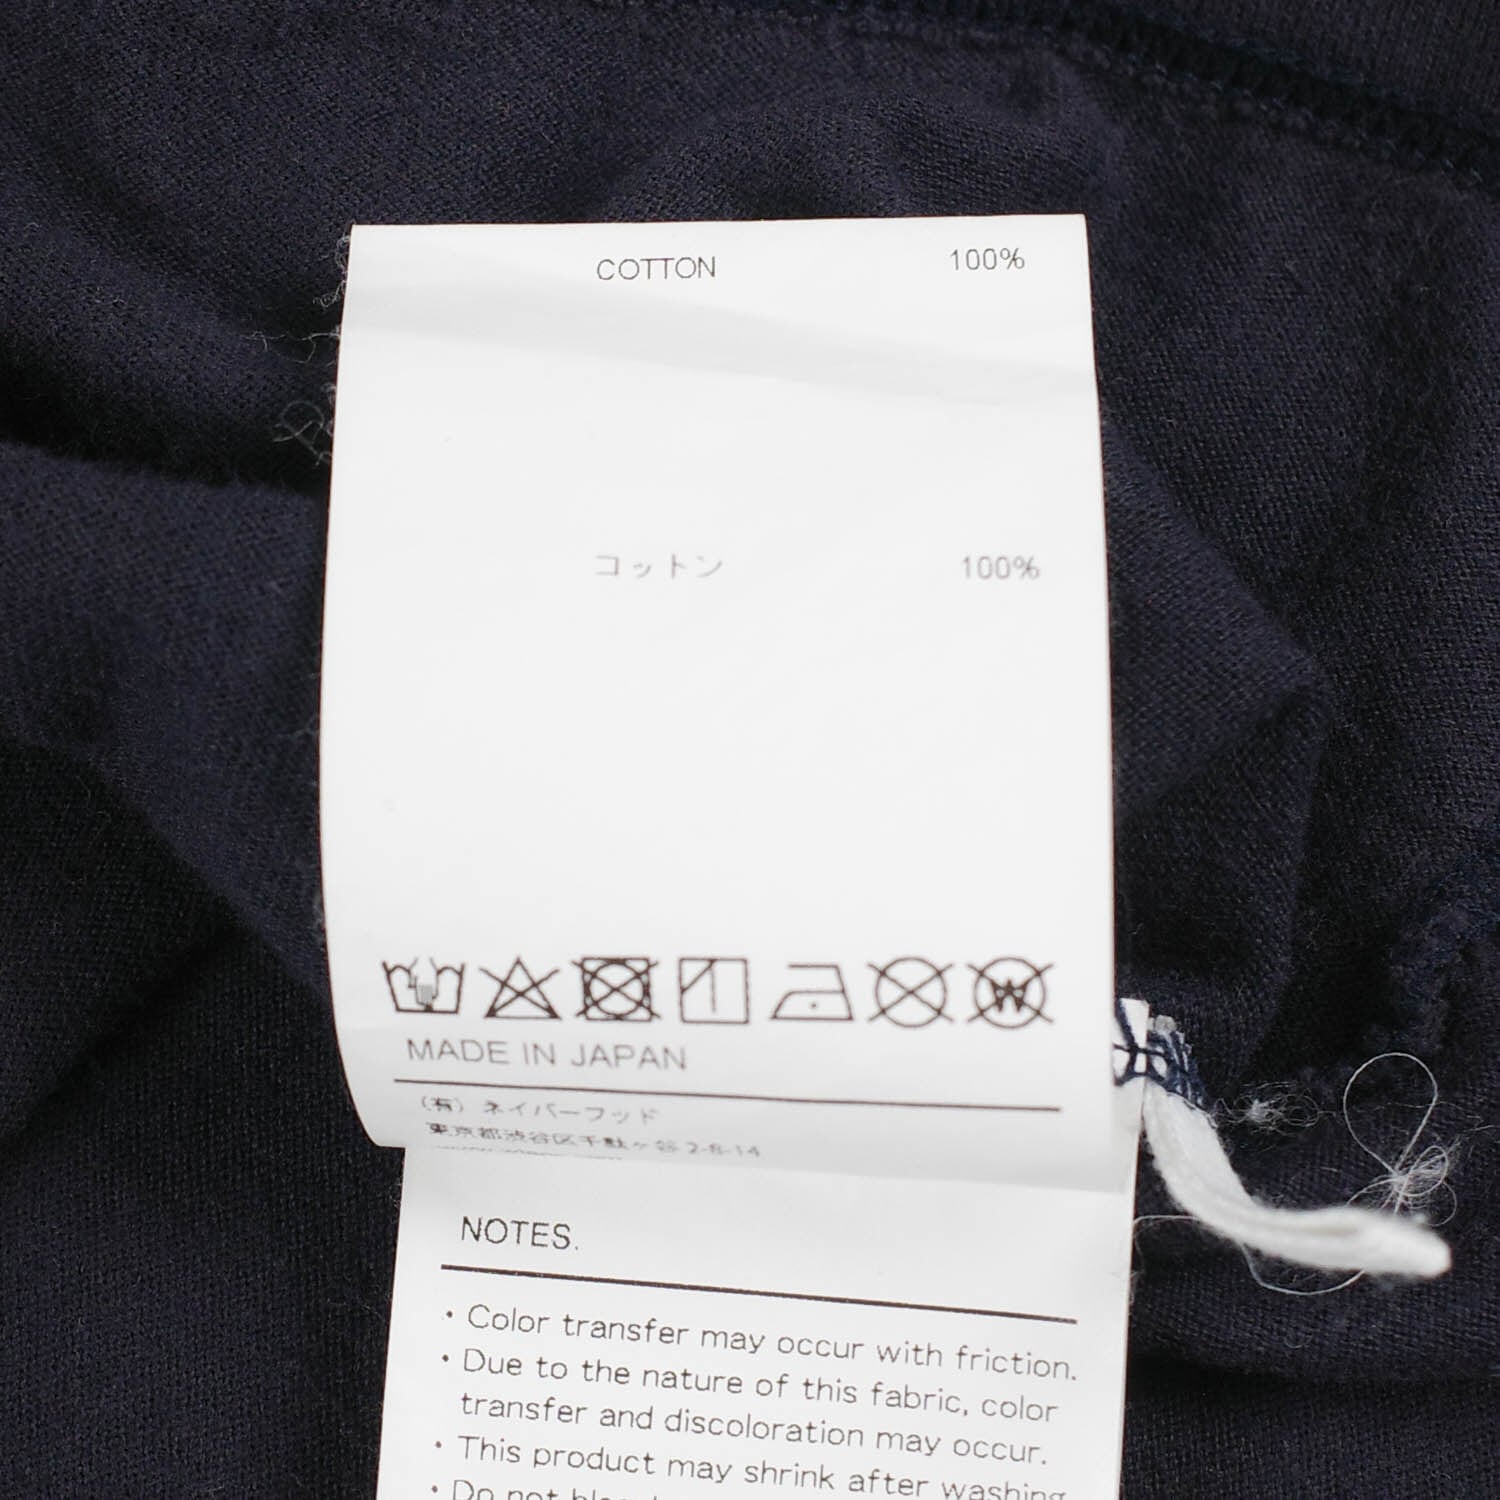 COTTON 100%
コットン 100%
MADE IN JAPAN
(有) ネイバーフッド
東京都渋谷区千駄ヶ谷 2-8-14
NOTES.
・Color transfer may occur with friction.
・Due to the nature of this fabric, color
transfer and discoloration may occur.
・This product may shrink after washing
・Do not